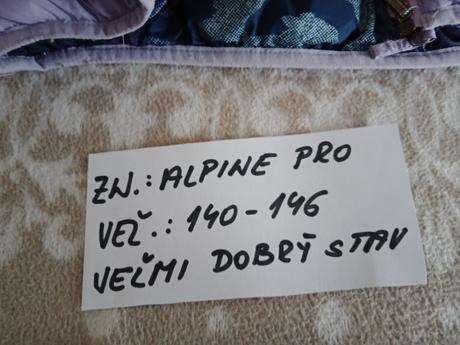 ZN.: ALPINE PRO
VEĽ.: 140-146
VEĽMI DOBRÝ STAV